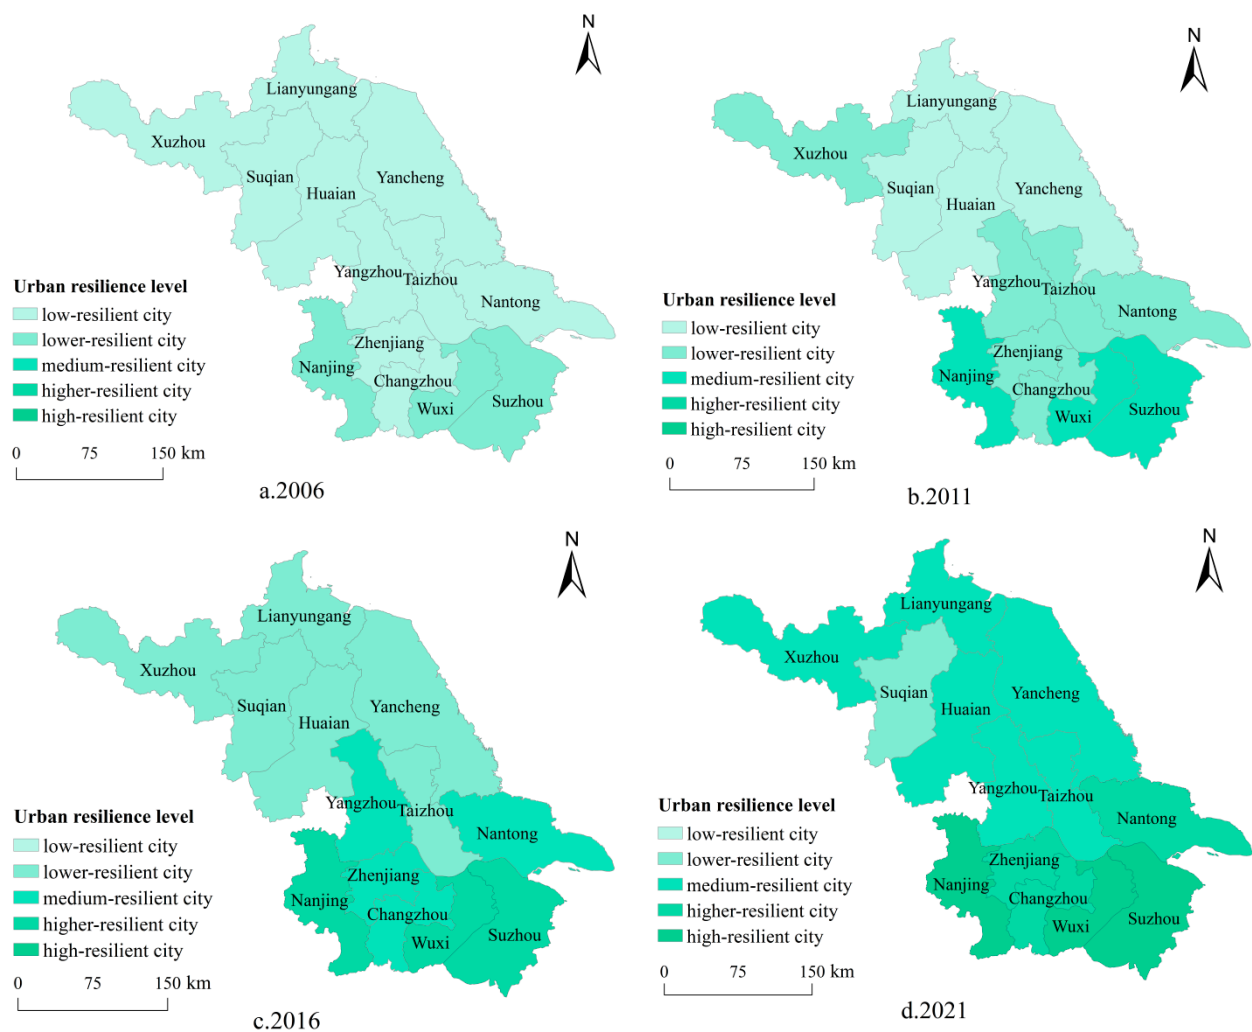 N
Lianyungang
Xuzhou
Suqian
Huaian
Yancheng
Yangzhou
Taizhou
Nantong
Zhenjiang
Nanjing
Changzhou
Wuxi
Suzhou
Urban resilience level
low-resilient city
lower-resilient city
medium-resilient city
higher-resilient city
high-resilient city
0 75 150 km
a.2006
N
Lianyungang
Xuzhou
Suqian
Huaian
Yancheng
Yangzhou
Taizhou
Nantong
Zhenjiang
Nanjing
Changzhou
Wuxi
Suzhou
Urban resilience level
low-resilient city
lower-resilient city
medium-resilient city
higher-resilient city
high-resilient city
0 75 150 km
b.2011
N
Lianyungang
Xuzhou
Suqian
Huaian
Yancheng
Yangzhou
Taizhou
Nantong
Zhenjiang
Nanjing
Changzhou
Wuxi
Suzhou
Urban resilience level
low-resilient city
lower-resilient city
medium-resilient city
higher-resilient city
high-resilient city
0 75 150 km
c.2016
N
Lianyungang
Xuzhou
Suqian
Huaian
Yancheng
Yangzhou
Taizhou
Nantong
Zhenjiang
Nanjing
Changzhou
Wuxi
Suzhou
Urban resilience level
low-resilient city
lower-resilient city
medium-resilient city
higher-resilient city
high-resilient city
0 75 150 km
d.2021